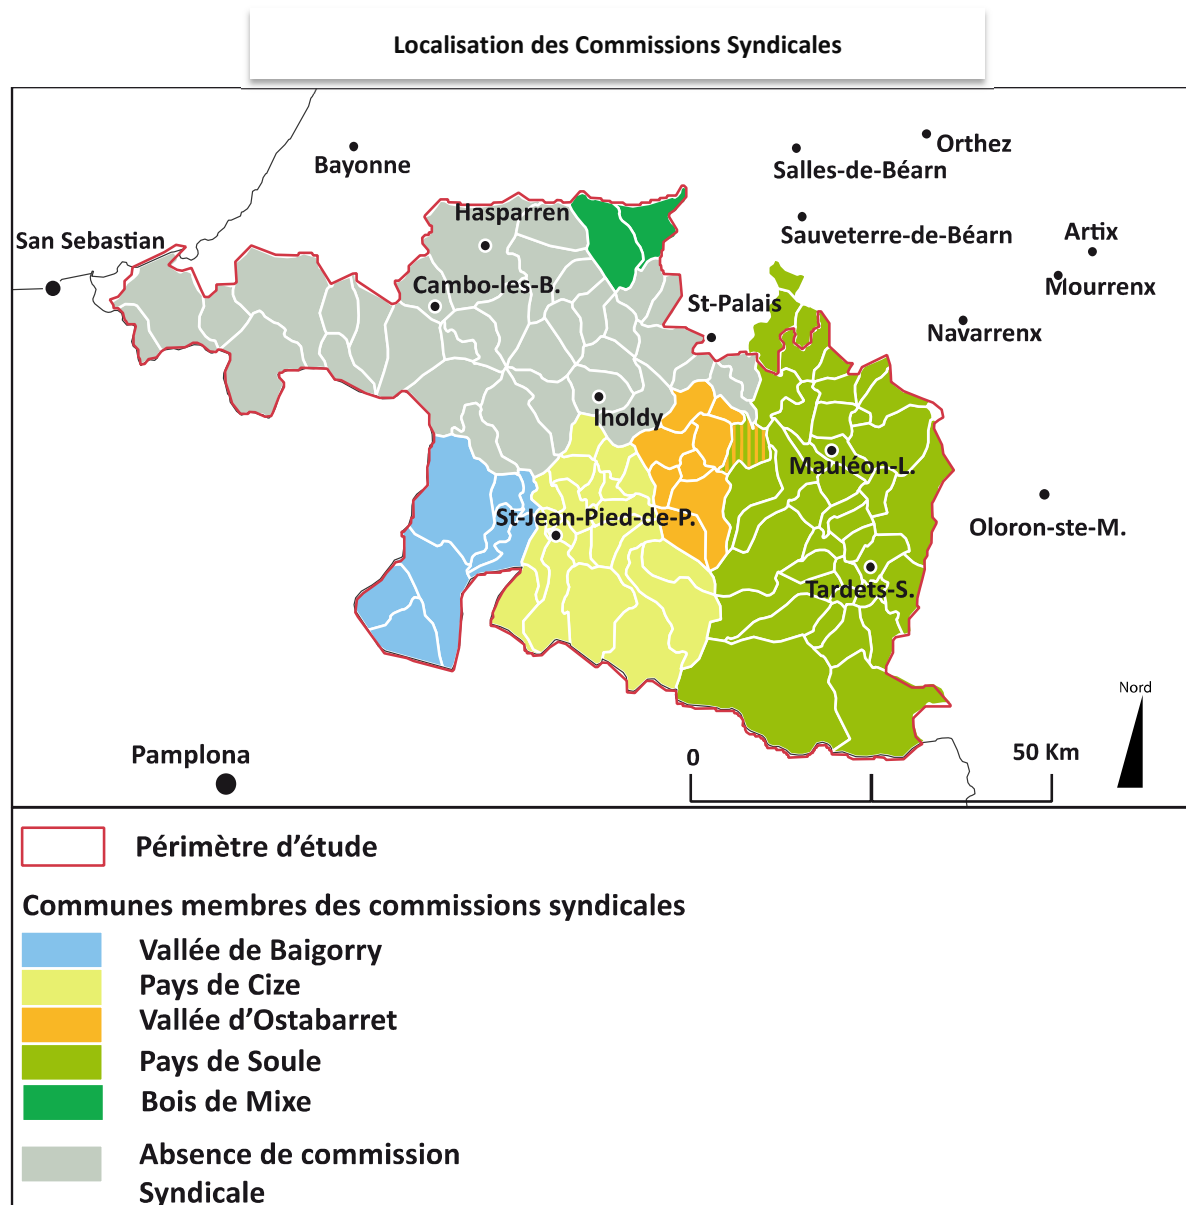 Localisation des Commissions Syndicales
Orthez
Bayonne
Salles-de-Béarn
Hasparren
San Sebastian
Sauveterre-de-Béarn
Artix
Cambo-les-B.
Mourrenx
St-Palais
Navarrenx
Iholdy
Mauléon-L.
St-Jean-Pied-de-P.
Oloron-ste-M.
Tardets-S.
Nord
Pamplona
0
50 Km
Périmètre d’étude
Communes membres des commissions syndicales
Vallée de Baigorry
Pays de Cize
Vallée d’Ostabarret
Pays de Soule
Bois de Mixe
Absence de commission
Syndicale